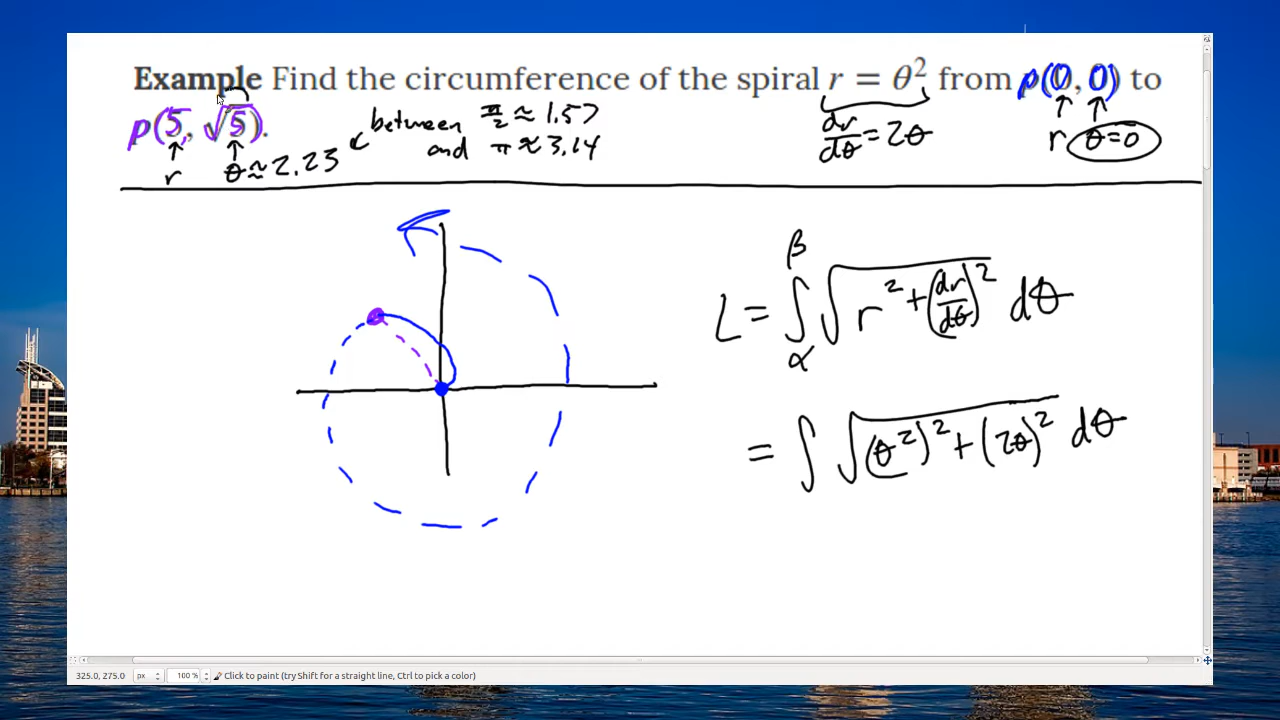 Example Find the circumference of the spiral r = θ² from p(0, 0) to
p(5, √5).
r
θ ≈ 2.23
between π/2 ≈ 1.57
and π ≈ 3.14
dr/dθ = 2θ
r θ=0
L = ∫_α^β √(r² + (dr/dθ)²) dθ
= ∫ √((θ²)² + (2θ)²) dθ
325.0, 275.0 px 100 % Click to paint (try Shift for a straight line, Ctrl to pick a color)